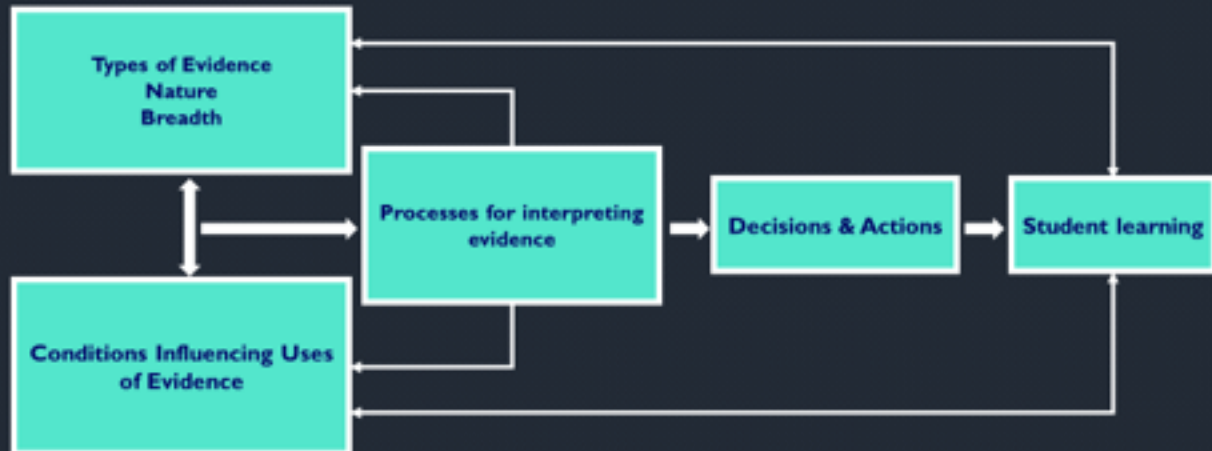 Types of Evidence
Nature
Breadth
Processes for interpreting
evidence
Decisions & Actions
Student learning
Conditions Influencing Uses
of Evidence